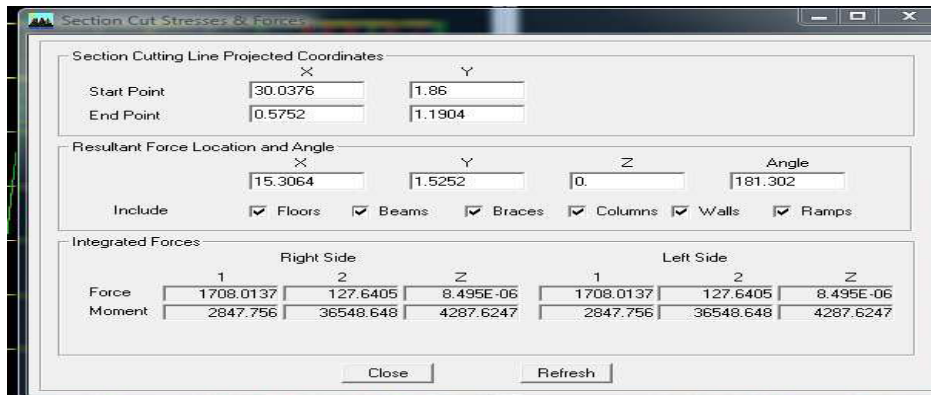 Section Cut Stresses & Forces
Section Cutting Line Projected Coordinates
X Y
Start Point 30.0376 1.86
End Point 0.5752 1.1904
Resultant Force Location and Angle
X Y Z Angle
15.3064 1.5252 0. 181.302
Include Floors Beams Braces Columns Walls Ramps
Integrated Forces
Right Side Left Side
1 2 Z 1 2 Z
Force 1708.0137 127.6405 8.495E-06 1708.0137 127.6405 8.495E-06
Moment 2847.756 36548.648 4287.6247 2847.756 36548.648 4287.6247
Close Refresh